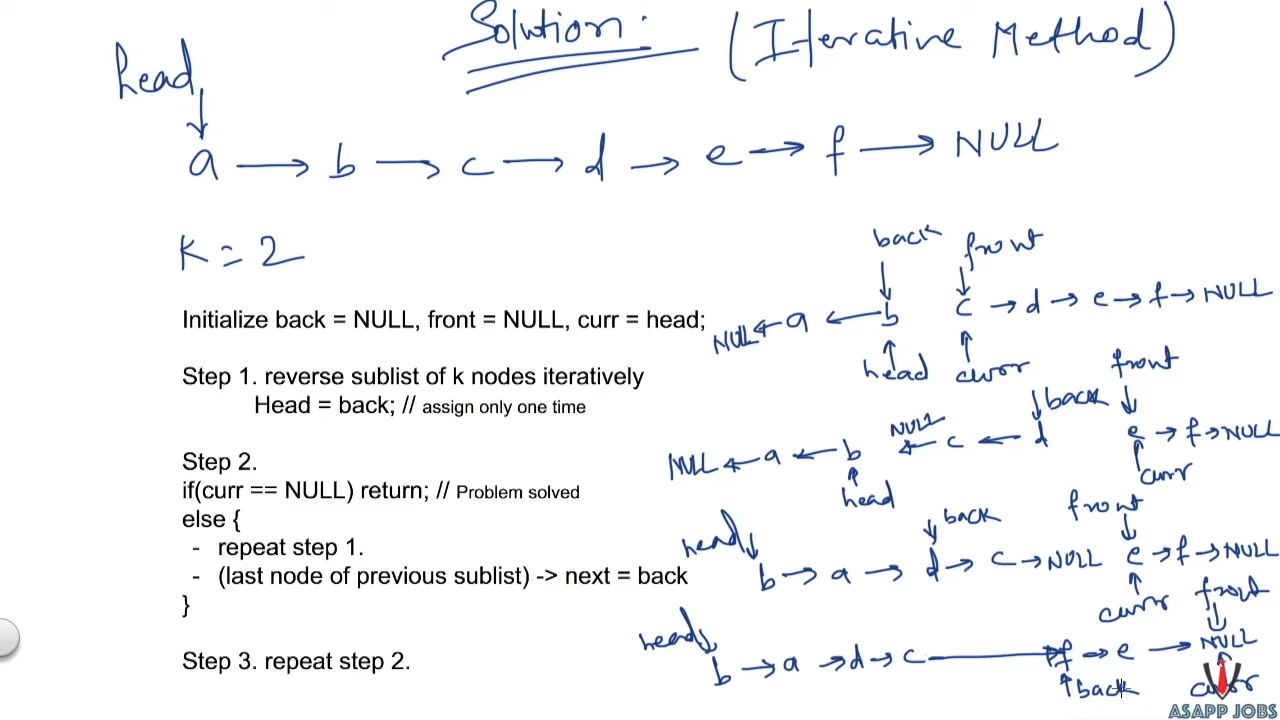 Solution: (Iterative Method)
head
a → b → c → d → e → f → NULL
K = 2
back front
NULL ← a ← b c → d → e → f → NULL
head curr
Initialize back = NULL, front = NULL, curr = head;
Step 1. reverse sublist of k nodes iteratively
Head = back; // assign only one time
front
back
NULL ← a ← b NULL ← c ← d e → f → NULL
head curr
Step 2.
if(curr == NULL) return; // Problem solved
else {
- repeat step 1.
- (last node of previous sublist) -> next = back
}
Step 3. repeat step 2.
front
head back
b → a → d → c → NULL e → f → NULL
curr front
head
b → a → d → c → f → e → NULL
back curr
ASAPP JOBS